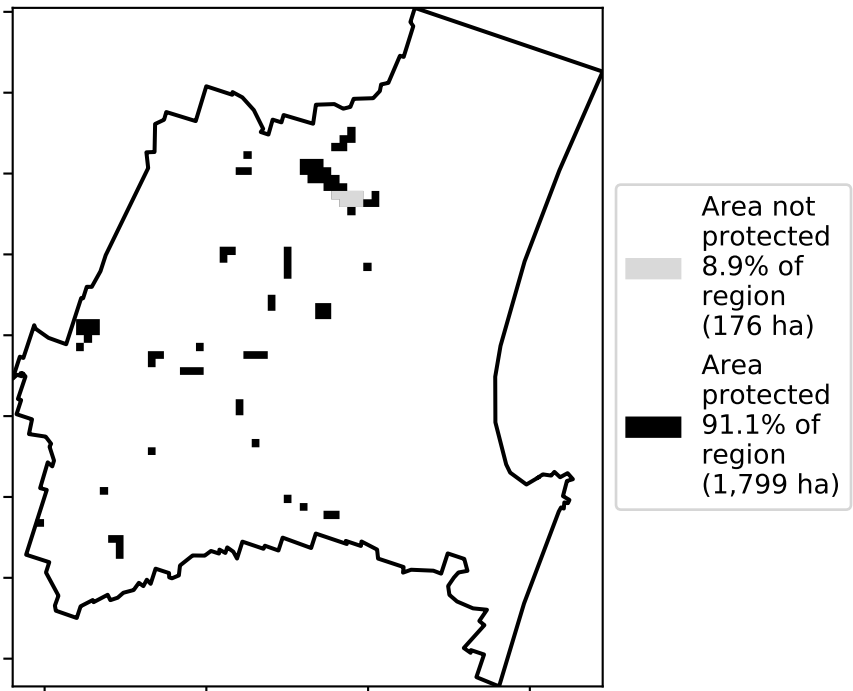 Area not
protected
8.9% of
region
(176 ha)
Area
protected
91.1% of
region
(1,799 ha)